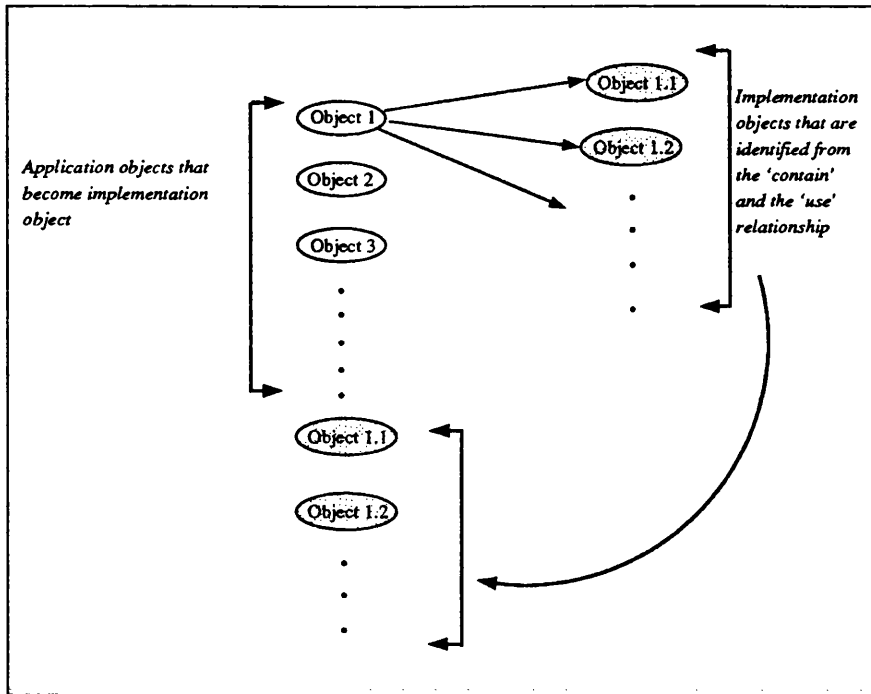 Object 1.1
Object 1
Object 1.2
Implementation
objects that are
identified from
the 'contain'
and the 'use'
relationship
Application objects that
become implementation
object
Object 2
Object 3
Object 1.1
Object 1.2